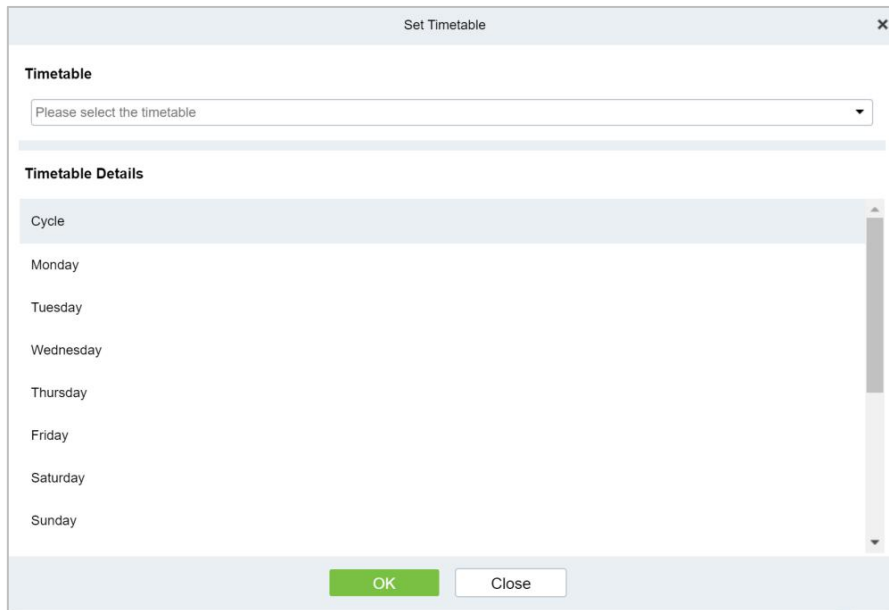 Set Timetable
Timetable
Please select the timetable
Timetable Details
Cycle
Monday
Tuesday
Wednesday
Thursday
Friday
Saturday
Sunday
OK Close